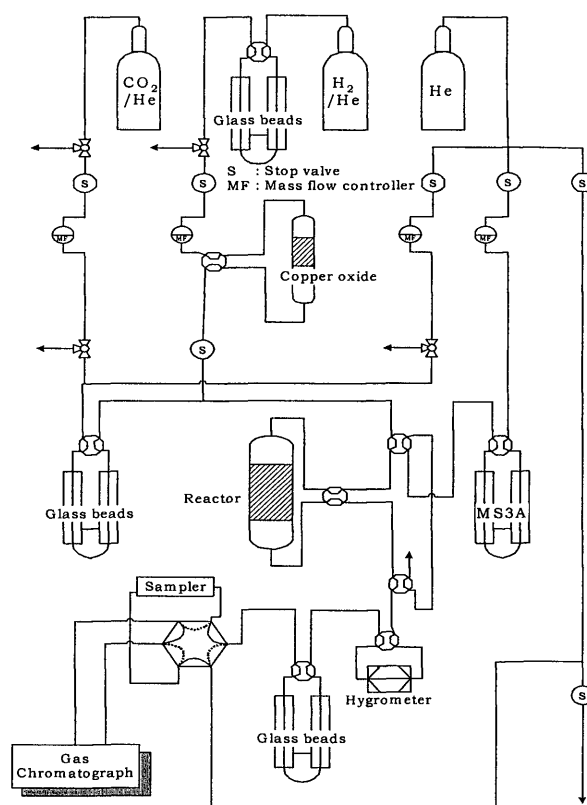 CO2
/He
H2
/He
He
Glass beads
S : Stop valve
MF : Mass flow controller
S
S
S
S
MF
MF
MF
MF
Copper oxide
S
Glass beads
Reactor
MS3A
Sampler
Hygrometer
S
Glass beads
Gas
Chromatograph